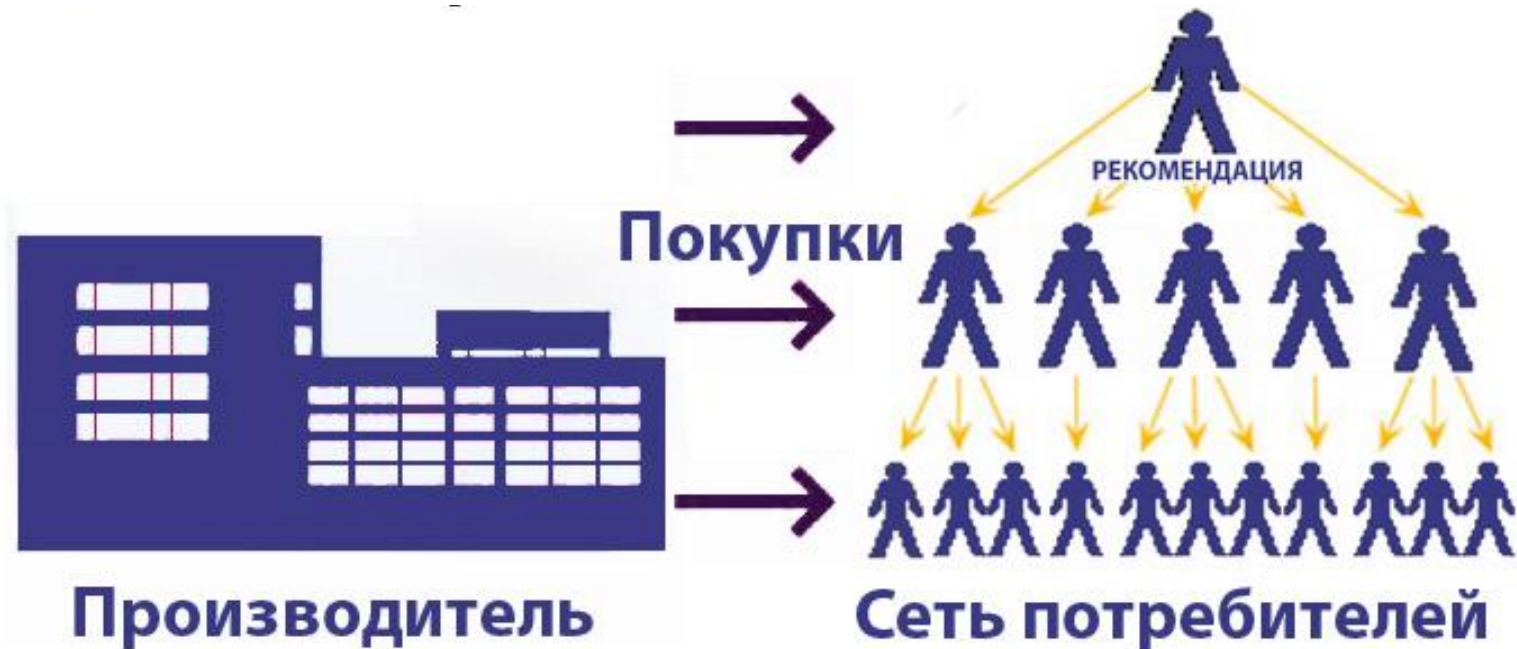 РЕКОМЕНДАЦИЯ
Покупки
Производитель
Сеть потребителей